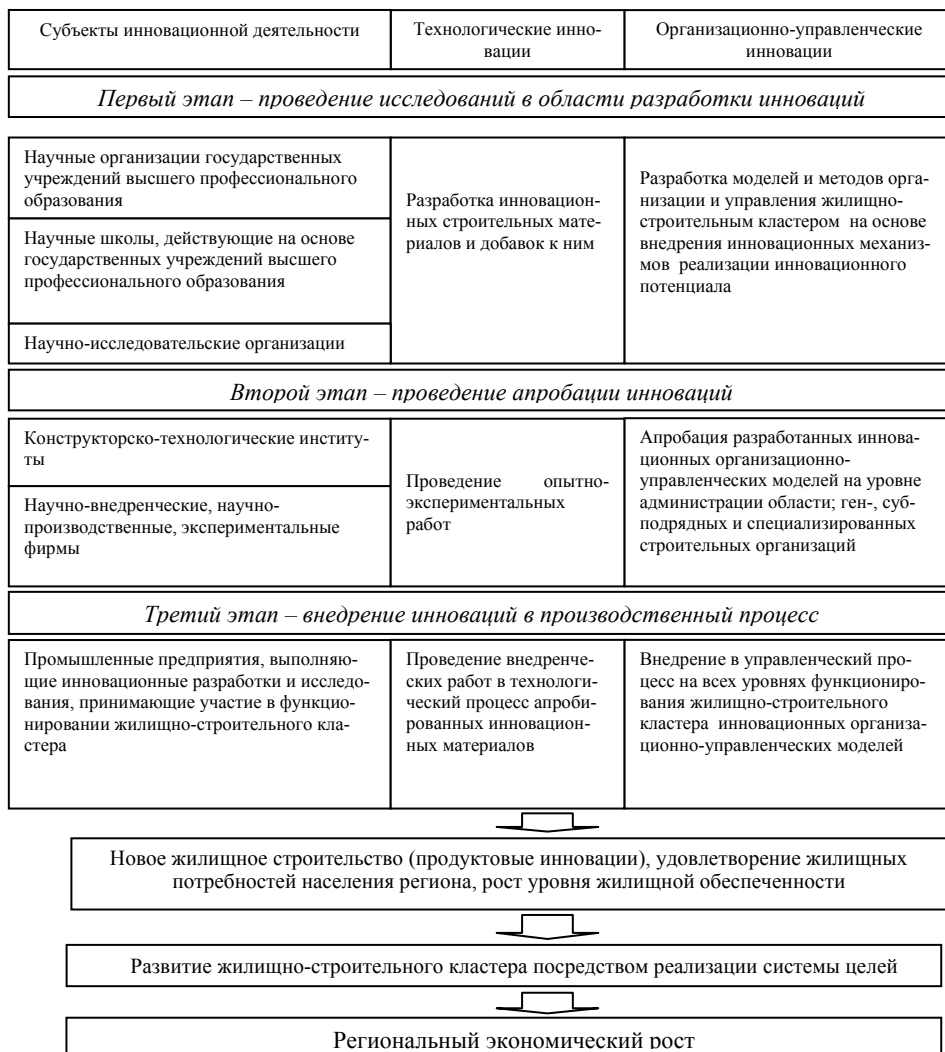 Субъекты инновационной деятельности
Технологические инно-
вации
Организационно-управленческие
инновации
Первый этап – проведение исследований в области разработки инноваций
Научные организации государственных
учреждений высшего профессионального
образования
Научные школы, действующие на основе
государственных учреждений высшего
профессионального образования
Научно-исследовательские организации
Разработка инновацион-
ных строительных мате-
риалов и добавок к ним
Разработка моделей и методов орга-
низации и управления жилищно-
строительным кластером на основе
внедрения инновационных механиз-
мов реализации инновационного
потенциала
Второй этап – проведение апробации инноваций
Конструкторско-технологические институ-
ты
Научно-внедренческие, научно-
производственные, экспериментальные
фирмы
Проведение опытно-
экспериментальных
работ
Апробация разработанных иннова-
ционных организационно-
управленческих моделей на уровне
администрации области; ген-, суб-
подрядных и специализированных
строительных организаций
Третий этап – внедрение инноваций в производственный процесс
Промышленные предприятия, выполняю-
щие инновационные разработки и исследо-
вания, принимающие участие в функцио-
нировании жилищно-строительного кла-
стера
Проведение внедренче-
ских работ в технологи-
ческий процесс апроби-
рованных инновацион-
ных материалов
Внедрение в управленческий про-
цесс на всех уровнях функциониро-
вания жилищно-строительного
кластера инновационных организа-
ционно-управленческих моделей
Новое жилищное строительство (продуктовые инновации), удовлетворение жилищных
потребностей населения региона, рост уровня жилищной обеспеченности
Развитие жилищно-строительного кластера посредством реализации системы целей
Региональный экономический рост